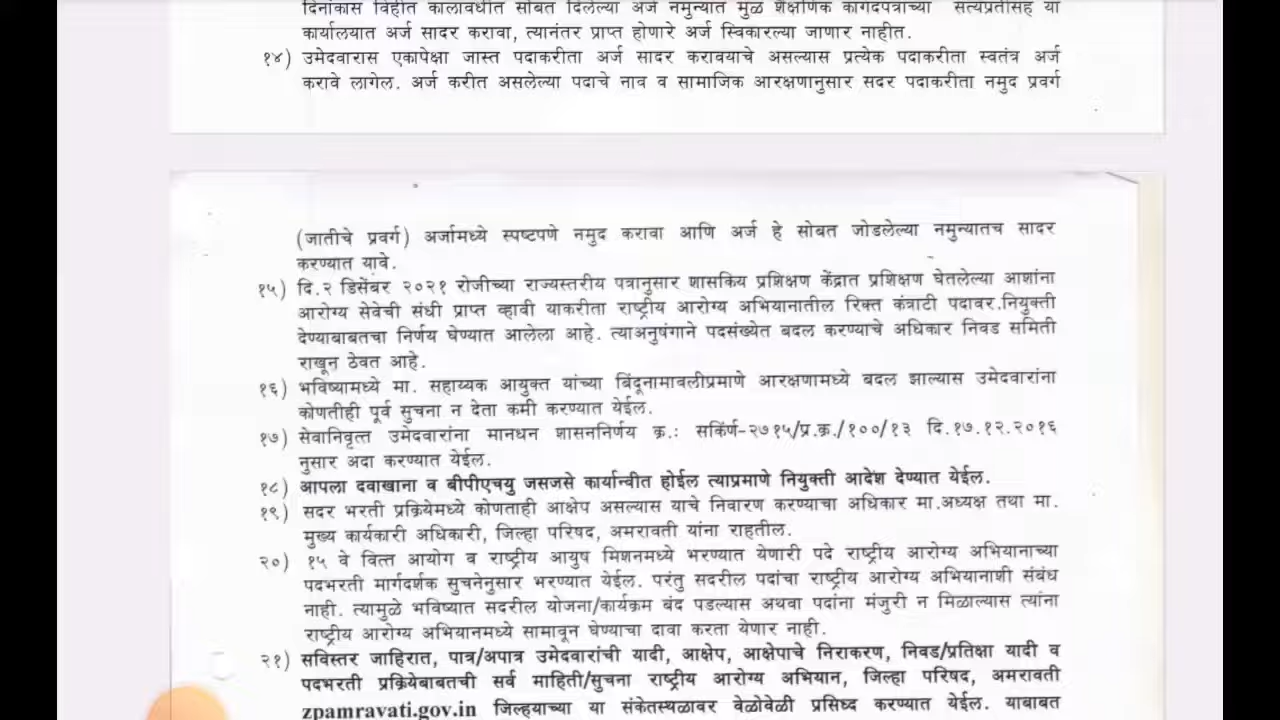 दिनांकास विहीत कालावधीत सोबत दिलेल्या अर्ज नमुन्यात मुळ शैक्षणिक कागदपत्राच्या सत्यप्रतीसह या
कार्यालयात अर्ज सादर करावा, त्यानंतर प्राप्त होणारे अर्ज स्विकारल्या जाणार नाहीत.
१४) उमेदवारास एकापेक्षा जास्त पदाकरीता अर्ज सादर करावयाचे असल्यास प्रत्येक पदाकरीता स्वतंत्र अर्ज
करावे लागेल. अर्ज करीत असलेल्या पदाचे नाव व सामाजिक आरक्षणानुसार सदर पदाकरीता नमुद प्रवर्ग
(जातीचे प्रवर्ग) अर्जामध्ये स्पष्टपणे नमुद करावा आणि अर्ज हे सोबत जोडलेल्या नमुन्यातच सादर
करण्यात यावे.
१५) दि.२ डिसेंबर २०२१ रोजीच्या राज्यस्तरीय पत्रानुसार शासकिय प्रशिक्षण केंद्रात प्रशिक्षण घेतलेल्या आशांना
आरोग्य सेवेची संधी प्राप्त व्हावी याकरीता राष्ट्रीय आरोग्य अभियानातील रिक्त कंत्राटी पदावर.नियुक्ती
देण्याबाबतचा निर्णय घेण्यात आलेला आहे. त्याअनुषंगाने पदसंख्येत बदल करण्याचे अधिकार निवड समिती
राखून ठेवत आहे.
१६) भविष्यामध्ये मा. सहाय्यक आयुक्त यांच्या बिंदूनामावलीप्रमाणे आरक्षणामध्ये बदल झाल्यास उमेदवारांना
कोणतीही पूर्व सुचना न देता कमी करण्यात येईल.
१७) सेवानिवृत्त उमेदवारांना मानधन शासननिर्णय क्र.: सकिंर्ण-२७१५/प्र.क्र./१००/१३ दि.१७.१२.२०१६
नुसार अदा करण्यात येईल.
१८) आपला दवाखाना व बीपीएचयु जसजसे कार्यान्वीत होईल त्याप्रमाणे नियुक्ती आदेश देण्यात येईल.
१९) सदर भरती प्रक्रियेमध्ये कोणताही आक्षेप असल्यास याचे निवारण करण्याचा अधिकार मा.अध्यक्ष तथा मा.
मुख्य कार्यकारी अधिकारी, जिल्हा परिषद, अमरावती यांना राहतील.
२०) १५ वे वित्त आयोग व राष्ट्रीय आयुष मिशनमध्ये भरण्यात येणारी पदे राष्ट्रीय आरोग्य अभियानाच्या
पदभरती मार्गदर्शक सुचनेनुसार भरण्यात येईल. परंतु सदरील पदांचा राष्ट्रीय आरोग्य अभियानाशी संबंध
नाही. त्यामुळे भविष्यात सदरील योजना/कार्यक्रम बंद पडल्यास अथवा पदांना मंजुरी न मिळाल्यास त्यांना
राष्ट्रीय आरोग्य अभियानमध्ये सामावून घेण्याचा दावा करता येणार नाही.
२१) सविस्तर जाहिरात, पात्र/अपात्र उमेदवारांची यादी, आक्षेप, आक्षेपाचे निराकरण, निवड/प्रतिक्षा यादी व
पदभरती प्रक्रियेबाबतची सर्व माहिती/सुचना राष्ट्रीय आरोग्य अभियान, जिल्हा परिषद, अमरावती
zpamravati.gov.in जिल्हयाच्या या संकेतस्थळावर वेळोवेळी प्रसिध्द करण्यात येईल. याबाबत